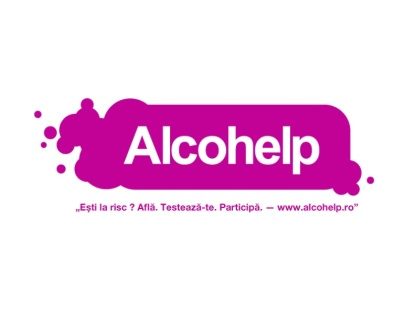 Alcohelp
„Ești la risc ? Află. Testează-te. Participă. — www.alcohelp.ro”